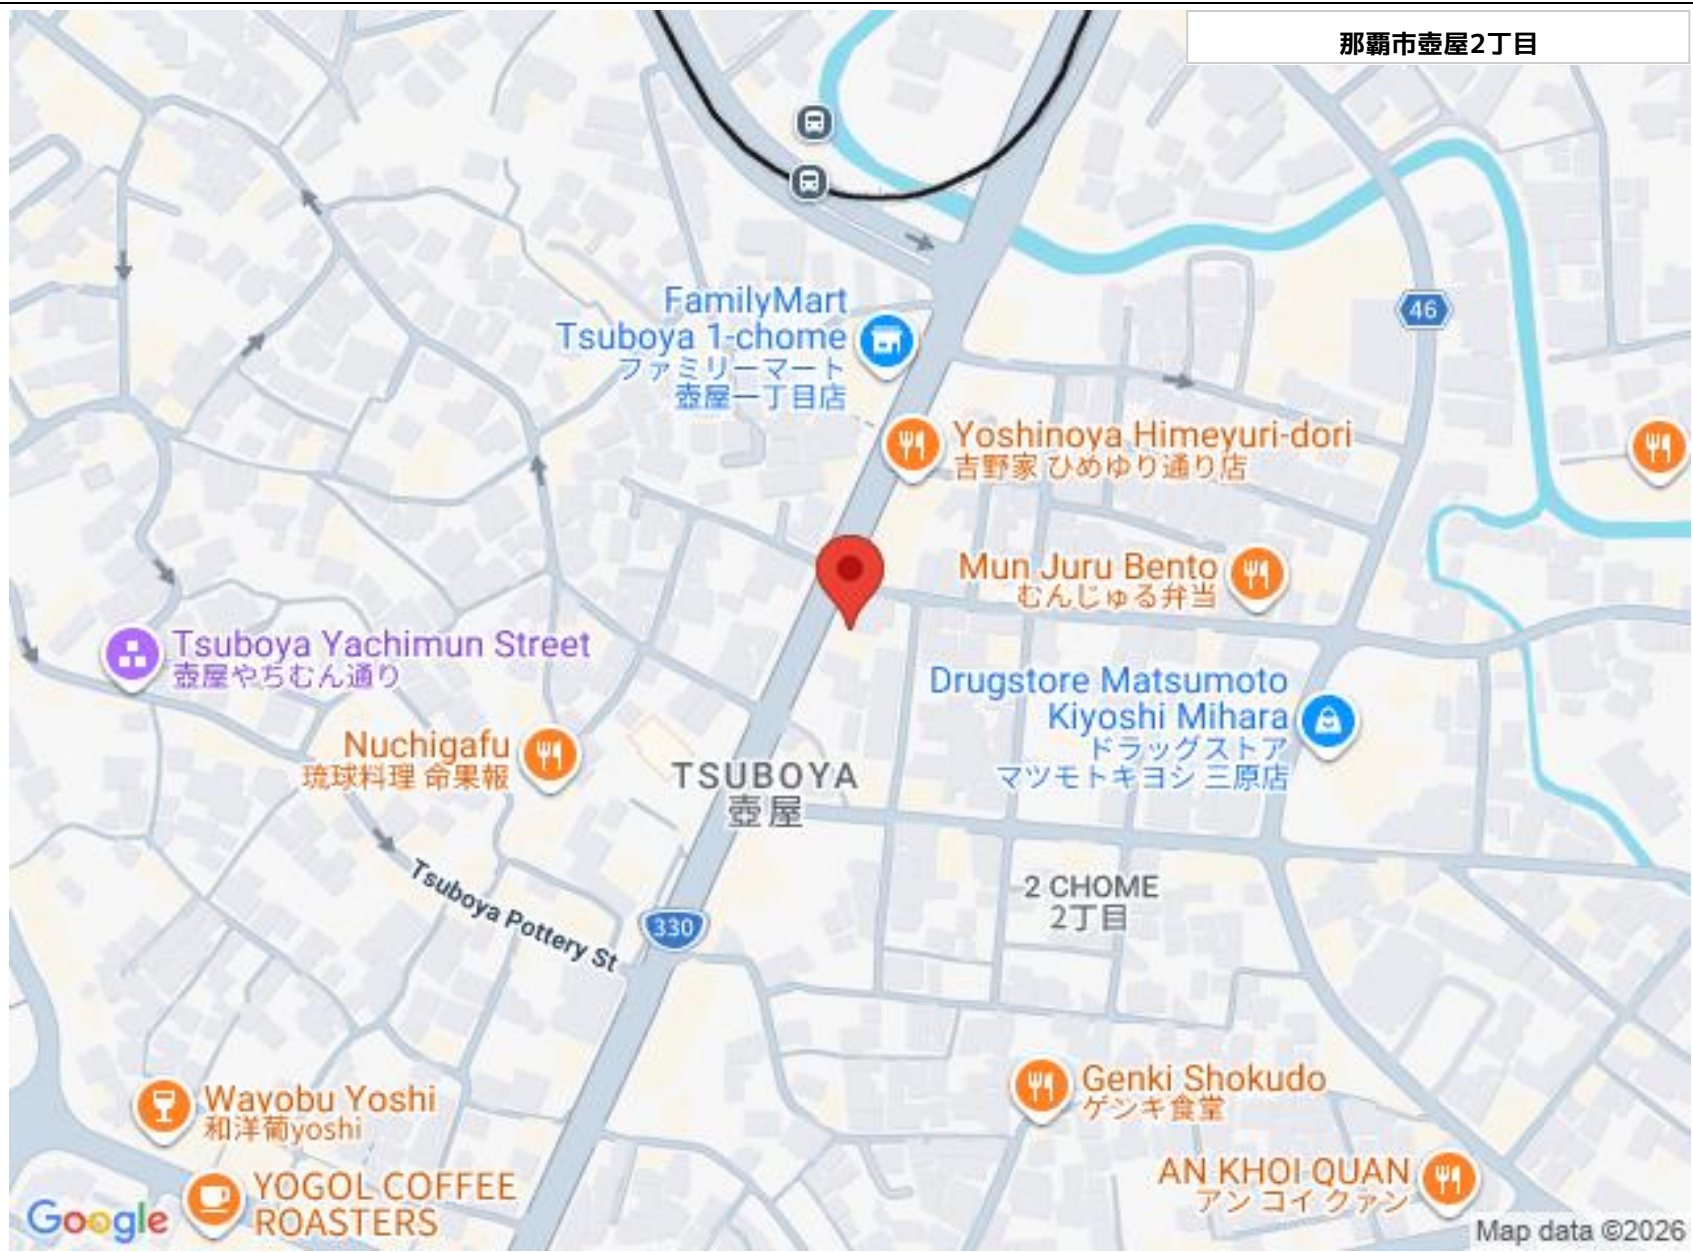 那覇市壺屋2丁目
46
FamilyMart
Tsuboya 1-chome
ファミリーマート
壺屋一丁目店
Yoshinoya Himeyuri-dori
吉野家 ひめゆり通り店
Mun Juru Bento
むんじゅる弁当
Tsuboya Yachimun Street
壺屋やちむん通り
Drugstore Matsumoto
Kiyoshi Mihara
ドラッグストア
マツモトキヨシ 三原店
Nuchigafu
琉球料理 命果報
TSUBOYA
壺屋
2 CHOME
2丁目
Tsuboya Pottery St
330
Genki Shokudo
ゲンキ食堂
Wayobu Yoshi
和洋葡yoshi
AN KHOI QUAN
アン コイ クァン
YOGOL COFFEE
ROASTERS
Google
Map data ©2026